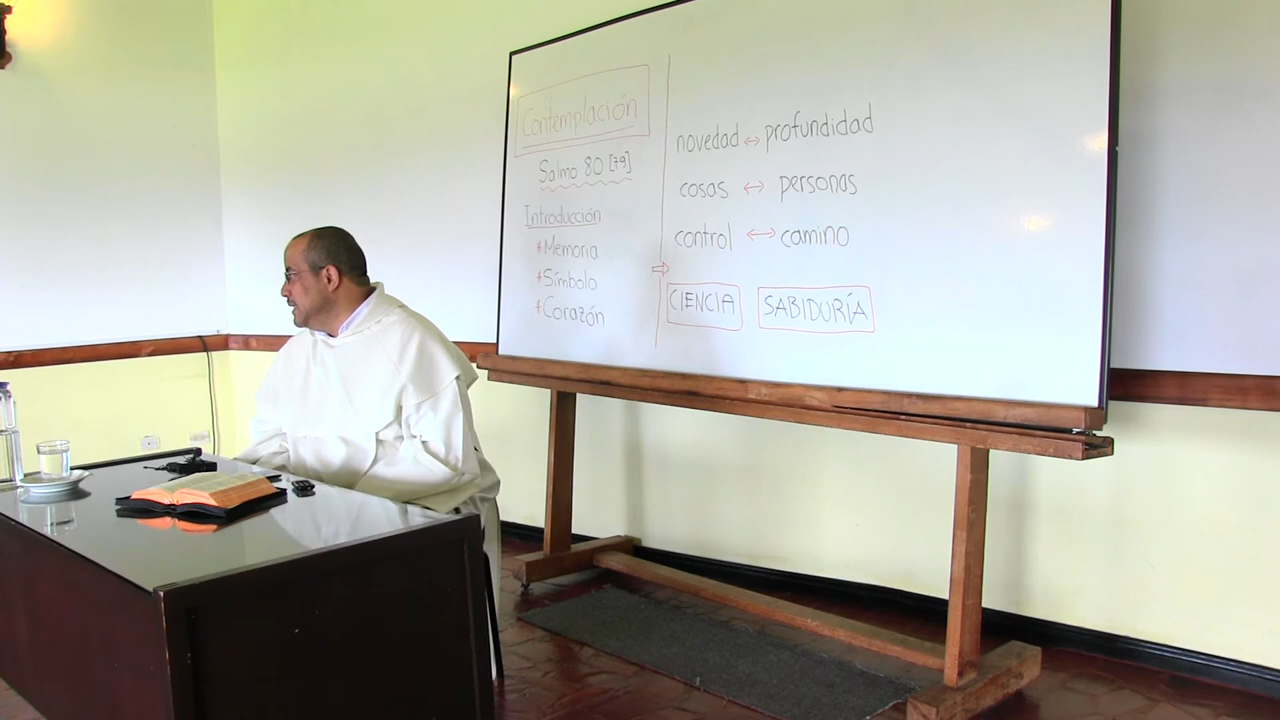 Contemplación
Salmo 80 [79]
Introducción
* Memoria
* Símbolo
* Corazón
⇒
novedad ↔ profundidad
cosas ↔ personas
control ↔ camino
CIENCIA SABIDURÍA